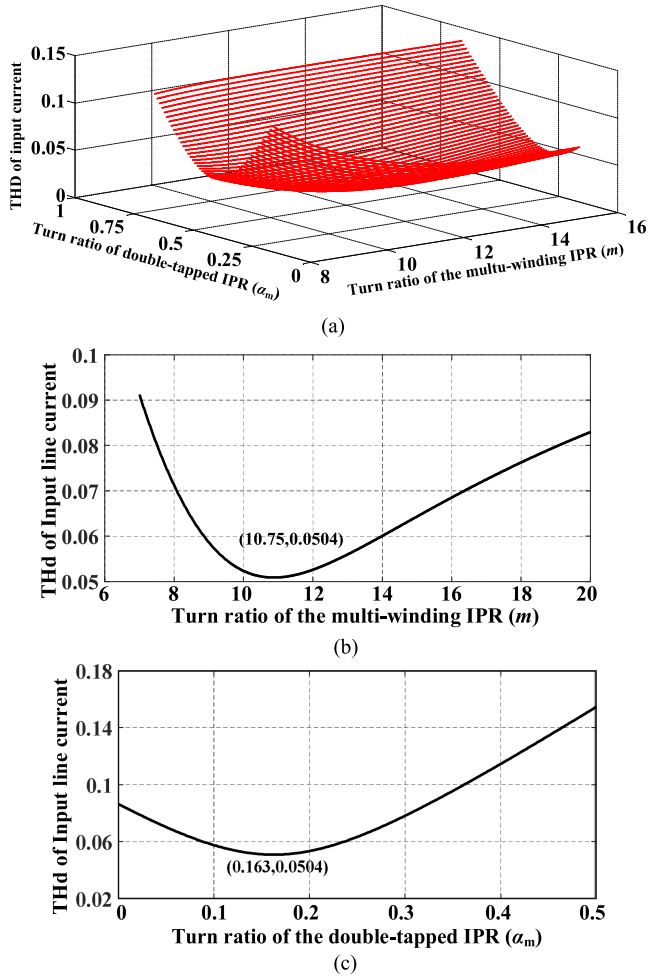 0.15
0.1
0.05
0
THD of input current
1
0.75
0.5
0.25
0
Turn ratio of double-tapped IPR (αm)
8
10
12
14
16
Turn ratio of the multu-winding IPR (m)
(a)
0.1
0.09
0.08
0.07
0.06
0.05
THd of Input line current
(10.75,0.0504)
6 8 10 12 14 16 18 20
Turn ratio of the multi-winding IPR (m)
(b)
0.18
0.14
0.1
0.06
0.02
THd of Input line current
(0.163,0.0504)
0 0.1 0.2 0.3 0.4 0.5
Turn ratio of the double-tapped IPR (αm)
(c)